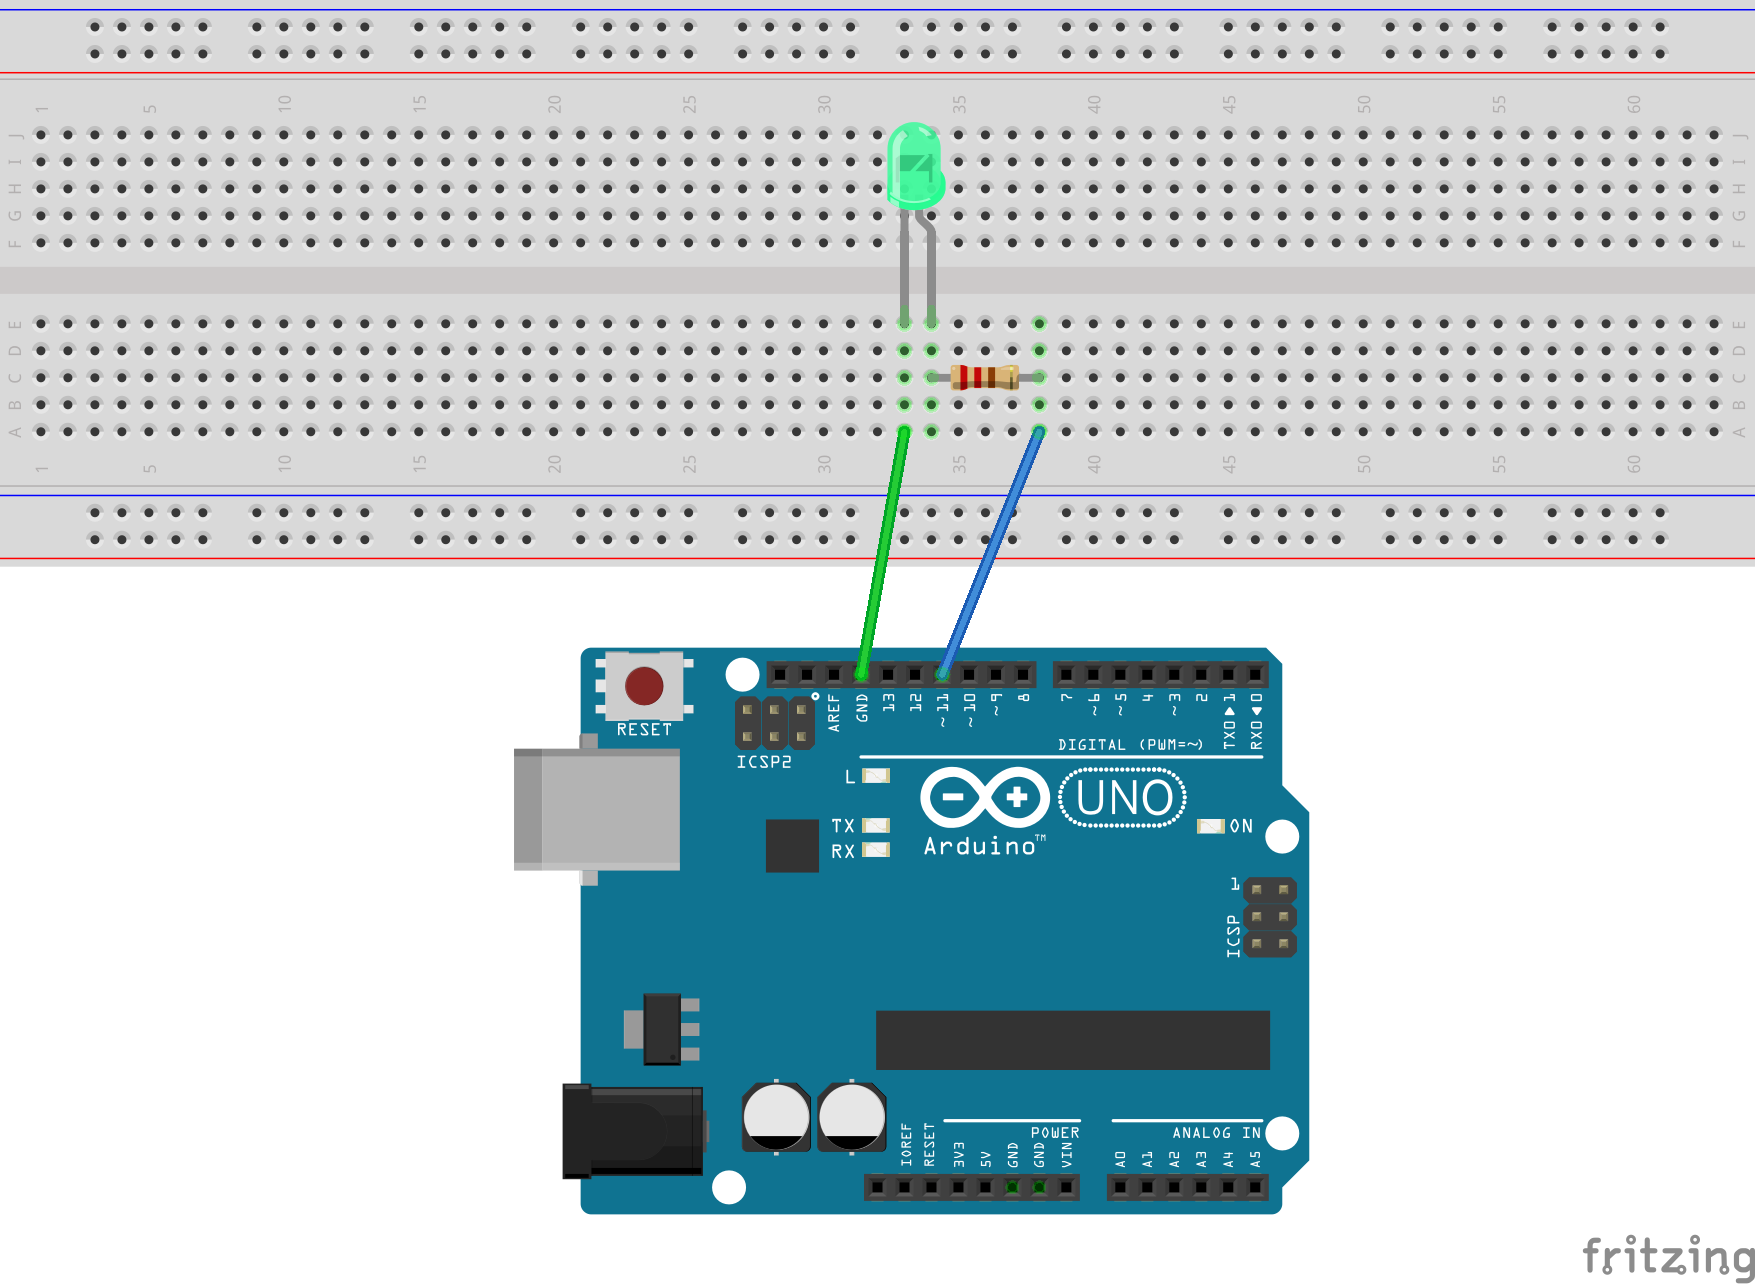 1 5 10 15 20 25 30 35 40 45 50 55 60
J J
I I
H H
G G
F F
E E
D D
C C
B B
A A
1 5 10 15 20 25 30 35 40 45 50 55 60
RESET
ICSP2
AREF
GND
13
12
~11
~10
~9
8
7
~6
~5
4
~3
2
TX0▶1
RX0◀0
DIGITAL (PWM=~)
L
TX
RX
UNO
Arduino™
ON
1
ICSP
IOREF
RESET
3V3
5V
GND
GND
VIN
POWER
ANALOG IN
A0
A1
A2
A3
A4
A5
fritzing